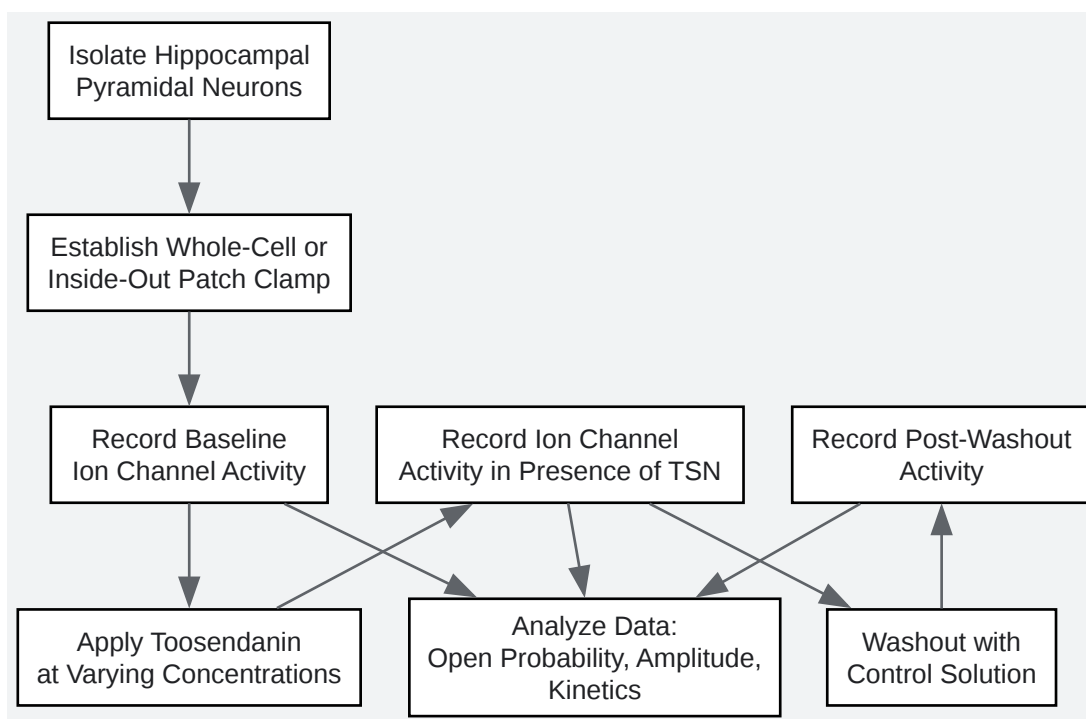 Isolate Hippocampal
Pyramidal Neurons
Establish Whole-Cell or
Inside-Out Patch Clamp
Record Baseline
Ion Channel Activity
Record Ion Channel
Activity in Presence of TSN
Record Post-Washout
Activity
Apply Toosendanin
at Varying Concentrations
Analyze Data:
Open Probability, Amplitude,
Kinetics
Washout with
Control Solution